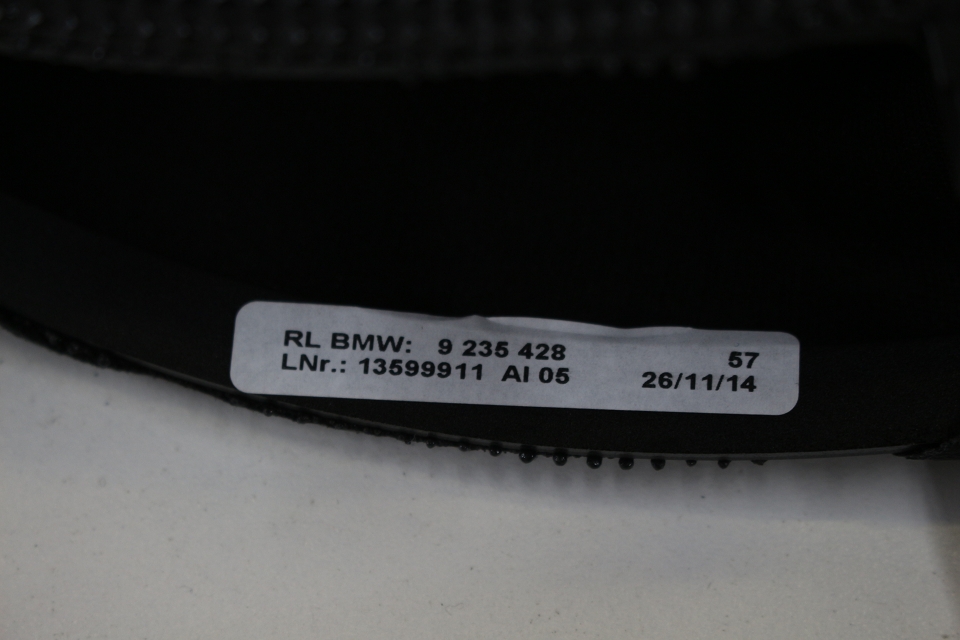 RL BMW: 9 235 428 57
LNr.: 13599911 AI 05 26/11/14